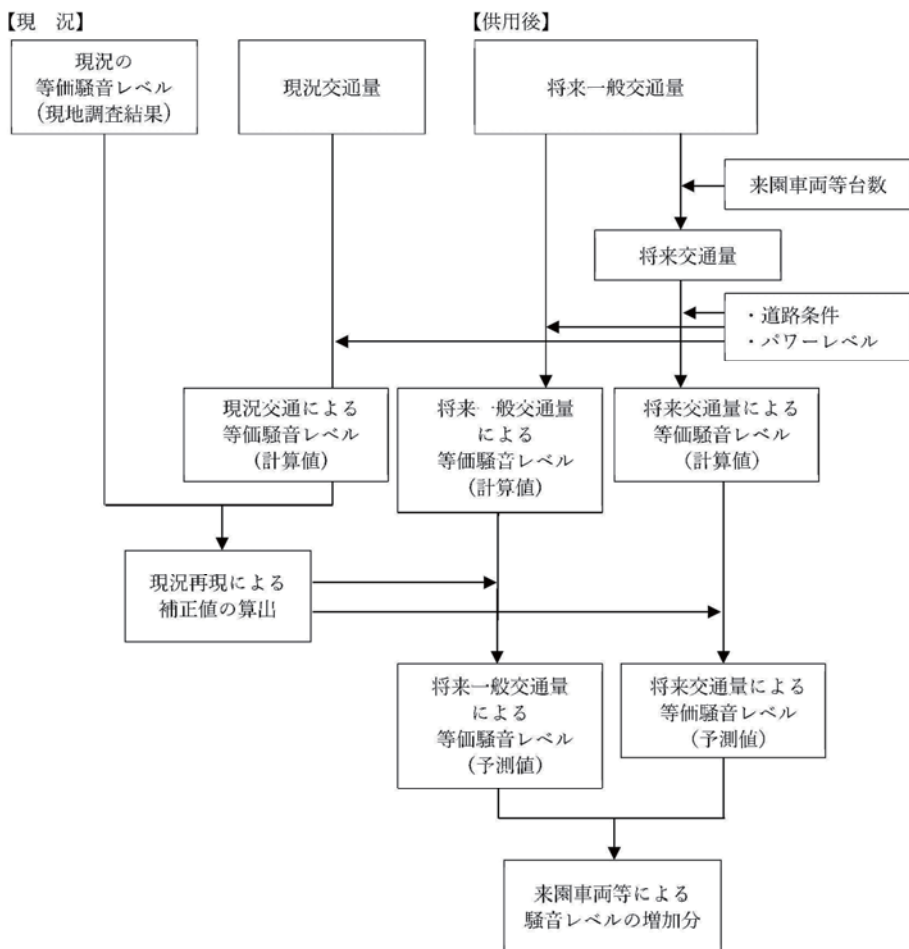 【現　況】
【供用後】
現況の
等価騒音レベル
(現地調査結果)
現況交通量
将来一般交通量
来園車両等台数
将来交通量
・道路条件
・パワーレベル
現況交通による
等価騒音レベル
(計算値)
将来一般交通量
による
等価騒音レベル
(計算値)
将来交通量による
等価騒音レベル
(計算値)
現況再現による
補正値の算出
将来一般交通量
による
等価騒音レベル
(予測値)
将来交通量による
等価騒音レベル
(予測値)
来園車両等による
騒音レベルの増加分